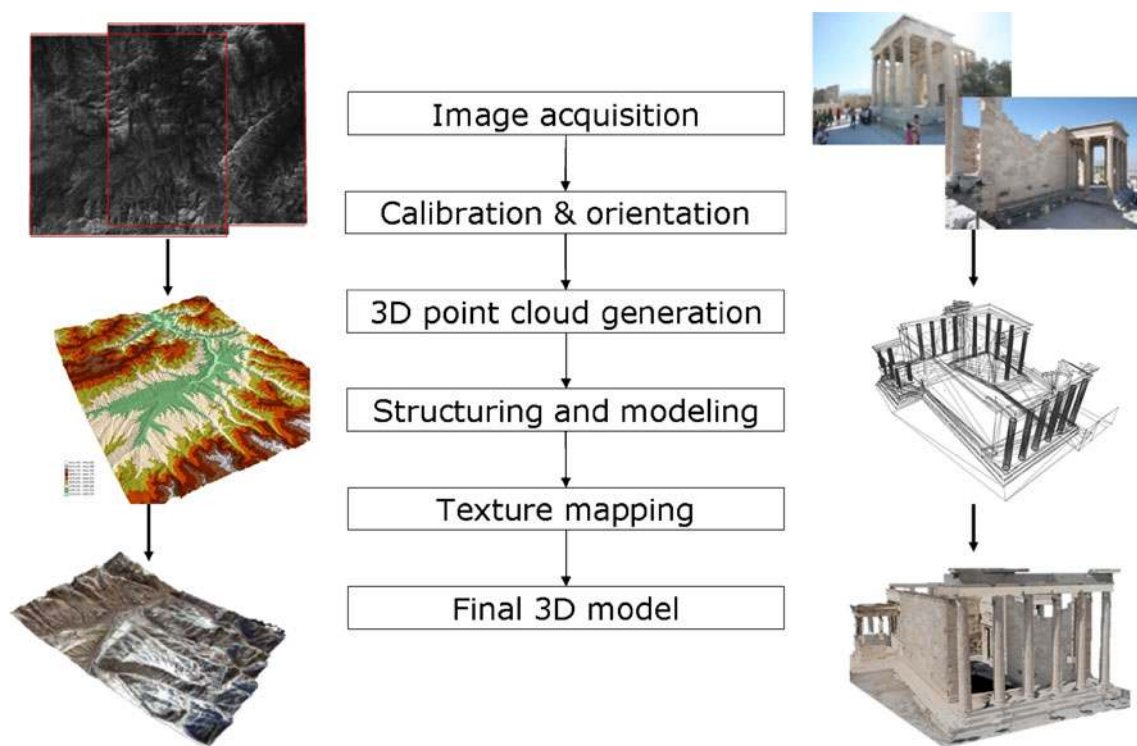 Image acquisition
Calibration & orientation
3D point cloud generation
Structuring and modeling
Texture mapping
Final 3D model